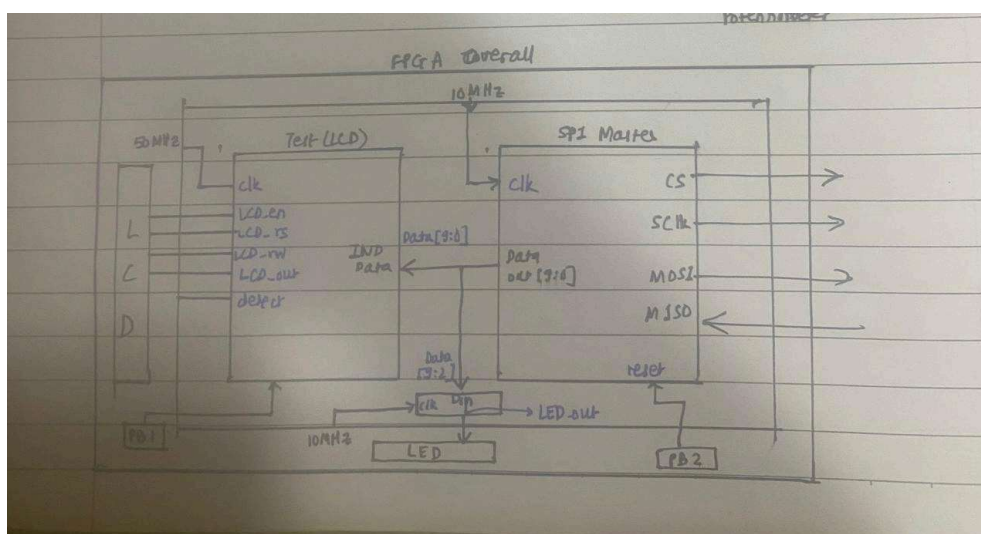 Potentiometer
FPGA Overall
10MHz
50MHz
Test (LCD)
SPI Master
clk
clk
CS
LCD_en
LCD_rs
SClk
LCD_rw
LCD_out
IND
Data
Data[9:0]
Data
out [9:0]
MOSI
detect
MISO
L
C
D
reset
Data
[9:2]
clk
Din
LED_out
PB1
10MHz
LED
PB2